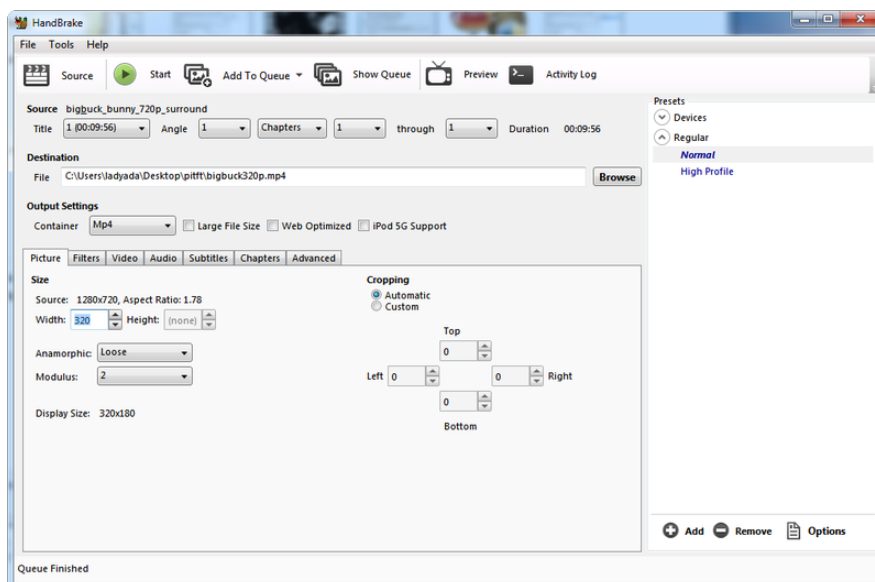 HandBrake
File Tools Help
Source Start Add To Queue Show Queue Preview Activity Log
Source bigbuck_bunny_720p_surround
Title 1 (00:09:56) Angle 1 Chapters 1 through 1 Duration 00:09:56
Destination
File C:\Users\ladyada\Desktop\pitft\bigbuck320p.mp4 Browse
Output Settings
Container Mp4 Large File Size Web Optimized iPod 5G Support
Picture Filters Video Audio Subtitles Chapters Advanced
Size
Source: 1280x720, Aspect Ratio: 1.78
Width: 320 Height: (none)
Anamorphic: Loose
Modulus: 2
Display Size: 320x180
Cropping
Automatic
Custom
Top
0
Left 0 0 Right
0
Bottom
Presets
Devices
Regular
Normal
High Profile
Add Remove Options
Queue Finished